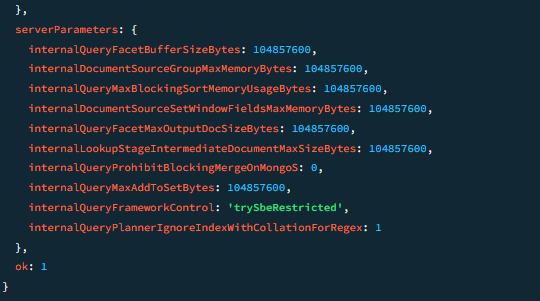 },
serverParameters: {
internalQueryFacetBufferSizeBytes: 104857600,
internalDocumentSourceGroupMaxMemoryBytes: 104857600,
internalQueryMaxBlockingSortMemoryUsageBytes: 104857600,
internalDocumentSourceSetWindowFieldsMaxMemoryBytes: 104857600,
internalQueryFacetMaxOutputDocSizeBytes: 104857600,
internalLookupStageIntermediateDocumentMaxSizeBytes: 104857600,
internalQueryProhibitBlockingMergeOnMongoS: 0,
internalQueryMaxAddToSetBytes: 104857600,
internalQueryFrameworkControl: 'trySbeRestricted',
internalQueryPlannerIgnoreIndexWithCollationForRegex: 1
},
ok: 1
}